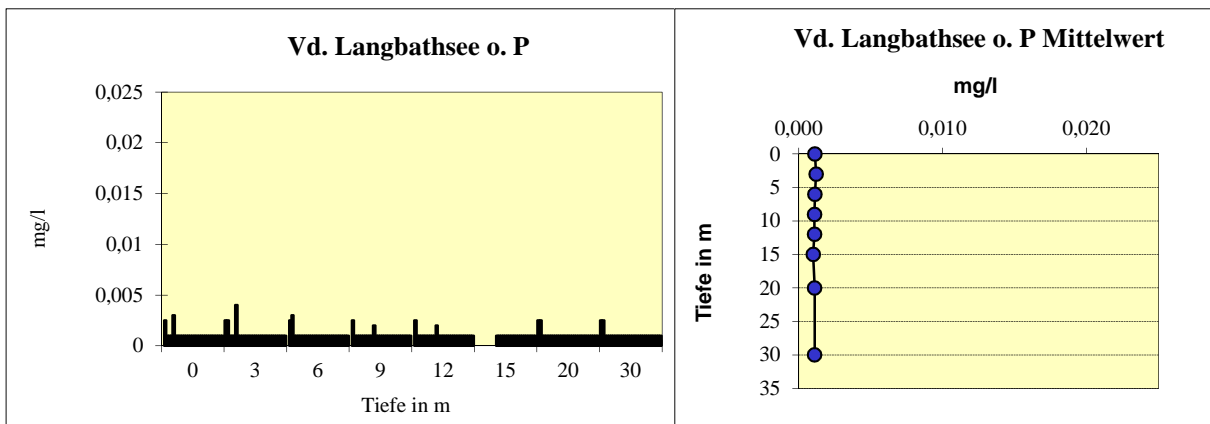 Vd. Langbathsee o. P
0,025
0,02
0,015
0,01
0,005
0
mg/l
0 3 6 9 12 15 20 30
Tiefe in m
Vd. Langbathsee o. P Mittelwert
mg/l
0,000 0,010 0,020
0
5
10
15
20
25
30
35
Tiefe in m